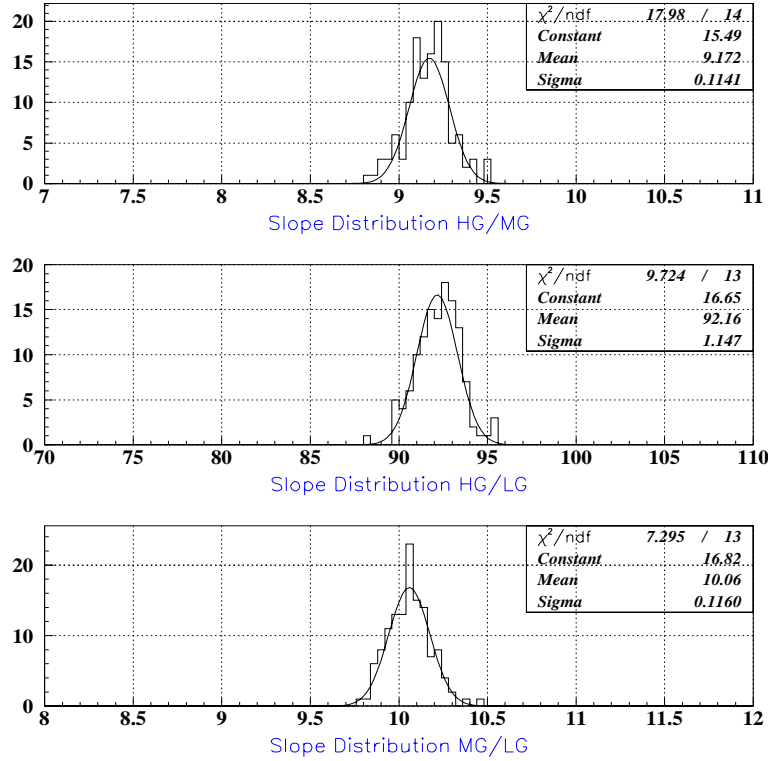 20
15
10
5
0
χ²/ndf 17.98 / 14
Constant 15.49
Mean 9.172
Sigma 0.1141
7 7.5 8 8.5 9 9.5 10 10.5 11
Slope Distribution HG/MG
20
15
10
5
0
χ²/ndf 9.724 / 13
Constant 16.65
Mean 92.16
Sigma 1.147
70 75 80 85 90 95 100 105 110
Slope Distribution HG/LG
20
10
0
χ²/ndf 7.295 / 13
Constant 16.82
Mean 10.06
Sigma 0.1160
8 8.5 9 9.5 10 10.5 11 11.5 12
Slope Distribution MG/LG